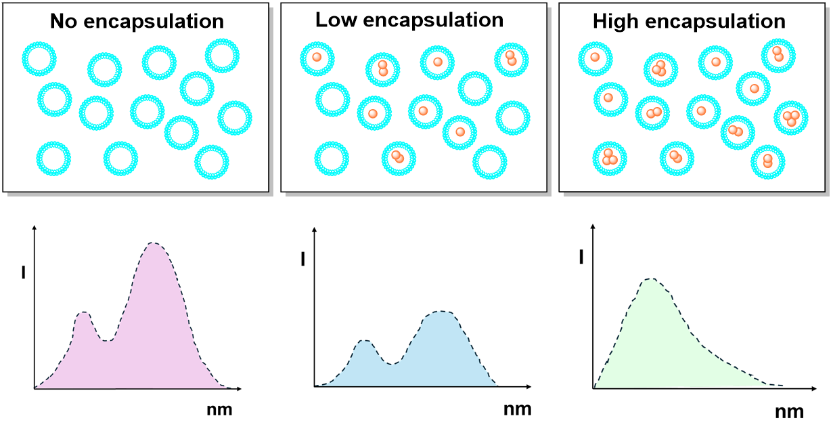 No encapsulation
Low encapsulation
High encapsulation
I
nm
I
nm
I
nm